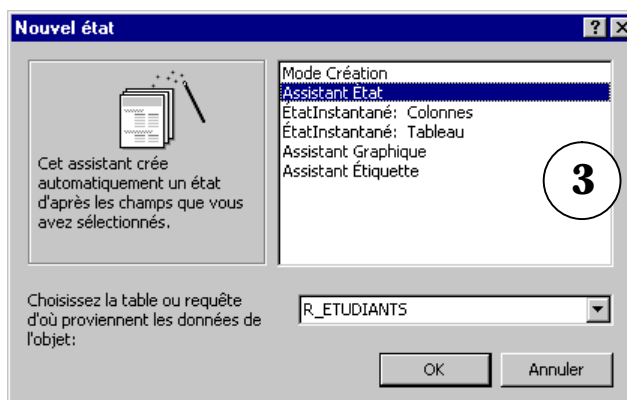 Nouvel état
Mode Création
Assistant État
ÉtatInstantané: Colonnes
ÉtatInstantané: Tableau
Assistant Graphique
Assistant Étiquette
Cet assistant crée
automatiquement un état
d'après les champs que vous
avez sélectionnés.
3
Choisissez la table ou requête
d'où proviennent les données de
l'objet:
R_ETUDIANTS
OK
Annuler